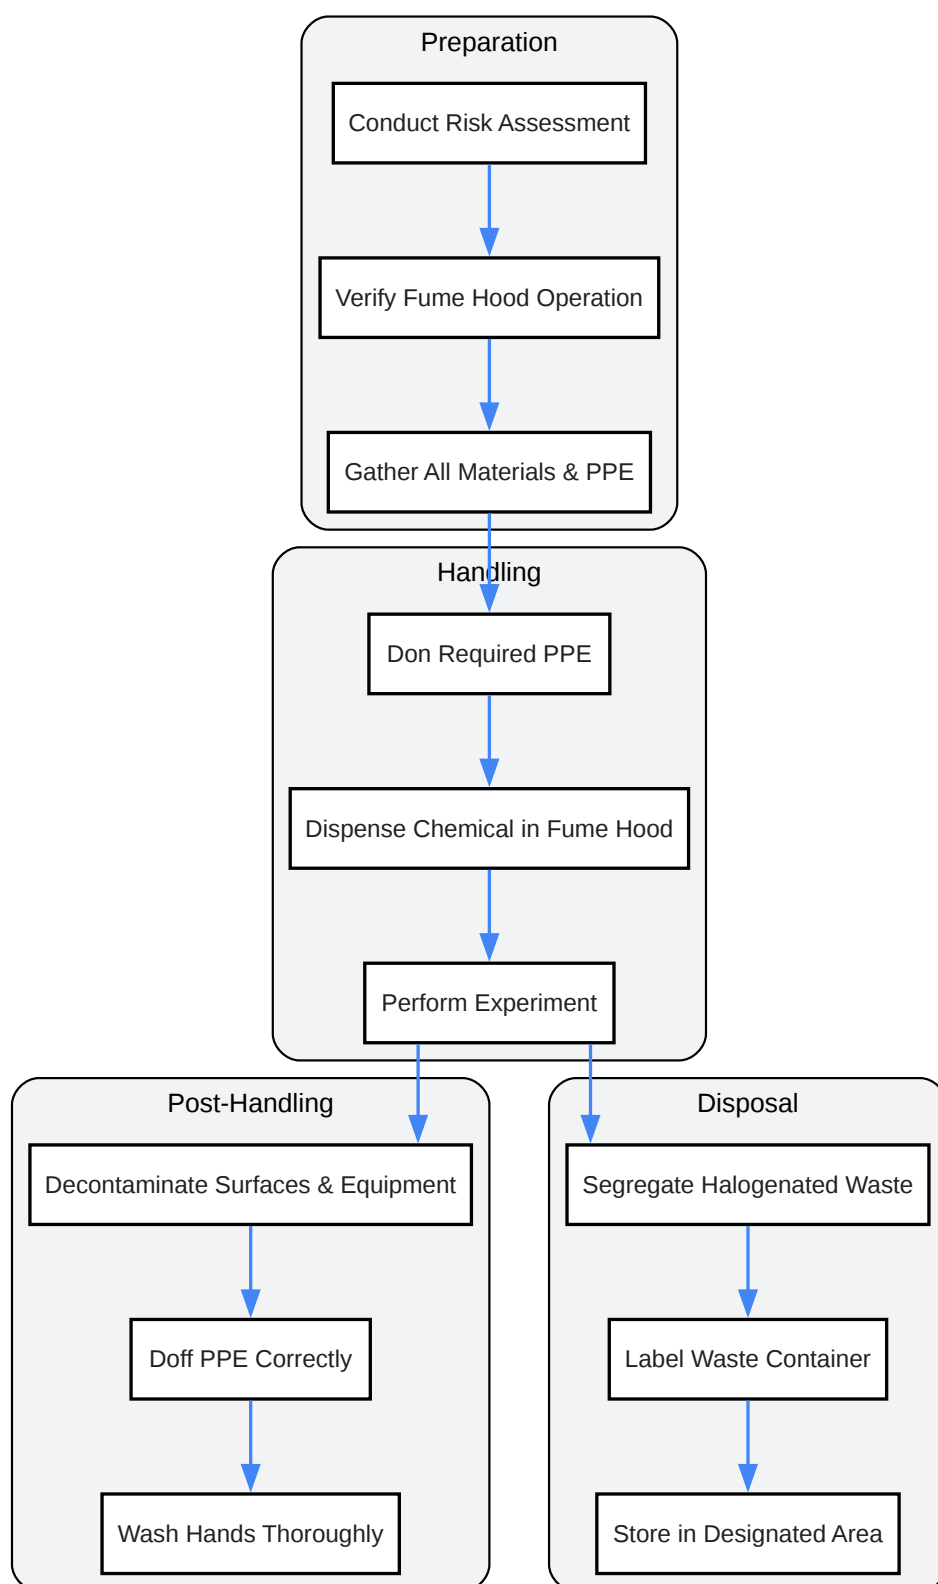 Preparation
Conduct Risk Assessment
Verify Fume Hood Operation
Gather All Materials & PPE
Handling
Don Required PPE
Dispense Chemical in Fume Hood
Perform Experiment
Post-Handling
Decontaminate Surfaces & Equipment
Doff PPE Correctly
Wash Hands Thoroughly
Disposal
Segregate Halogenated Waste
Label Waste Container
Store in Designated Area